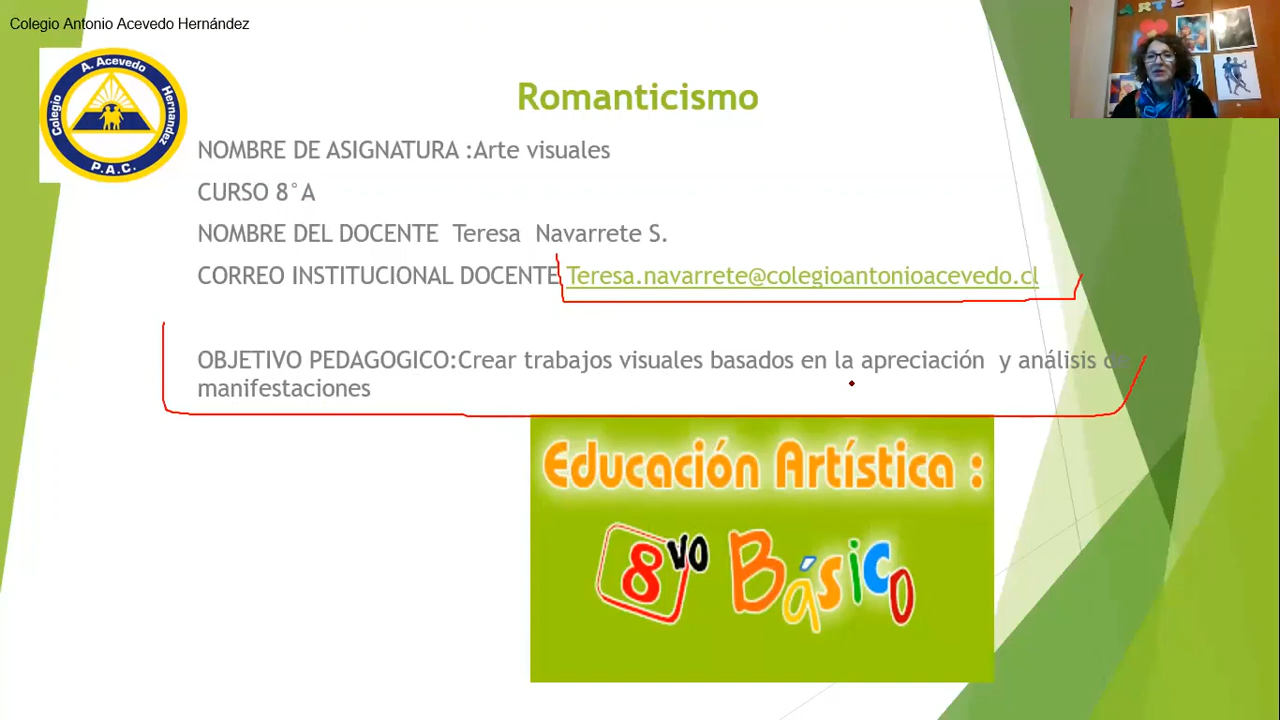 Colegio Antonio Acevedo Hernández
A. Acevedo
Colegio
Hernandez
P.A.C.
ARTE
Romanticismo
NOMBRE DE ASIGNATURA :Arte visuales
CURSO 8°A
NOMBRE DEL DOCENTE Teresa Navarrete S.
CORREO INSTITUCIONAL DOCENTE Teresa.navarrete@colegioantonioacevedo.cl
OBJETIVO PEDAGOGICO:Crear trabajos visuales basados en la apreciación y análisis de
manifestaciones
Educación Artística :
8vo Básico